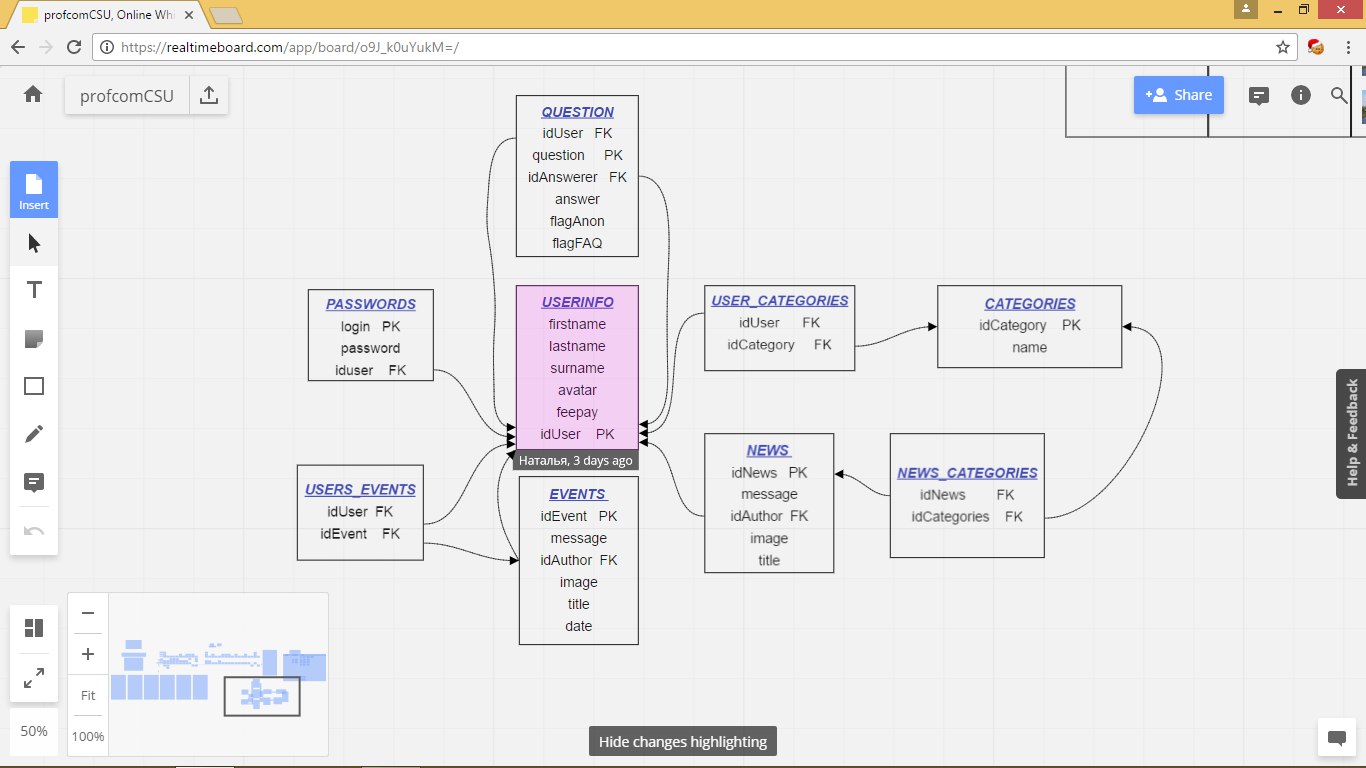 profcomCSU, Online Wh
https://realtimeboard.com/app/board/o9J_k0uYukM=/
profcomCSU
Share
Insert
T
QUESTION
idUser FK
question PK
idAnswerer FK
answer
flagAnon
flagFAQ
PASSWORDS
login PK
password
iduser FK
USERINFO
firstname
lastname
surname
avatar
feepay
idUser PK
Наталья, 3 days ago
USER_CATEGORIES
idUser FK
idCategory FK
CATEGORIES
idCategory PK
name
USERS_EVENTS
idUser FK
idEvent FK
EVENTS
idEvent PK
message
idAuthor FK
image
title
date
NEWS
idNews PK
message
idAuthor FK
image
title
NEWS_CATEGORIES
idNews FK
idCategories FK
Help & Feedback
Fit
100%
50%
Hide changes highlighting